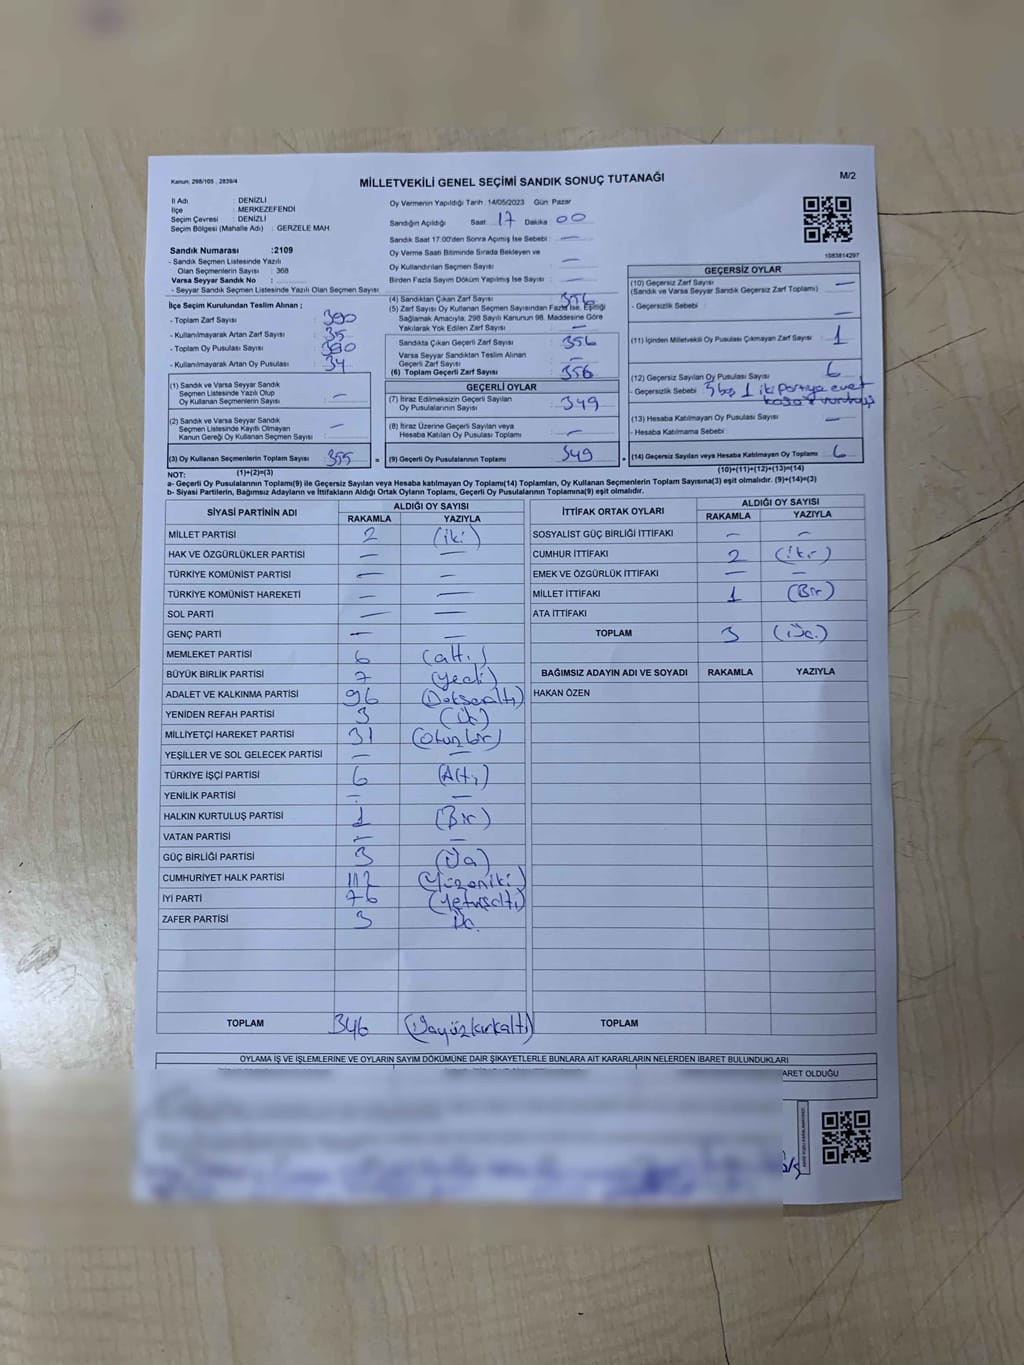 Kanun: 298/105 , 2839/4
MİLLETVEKİLİ GENEL SEÇİMİ SANDIK SONUÇ TUTANAĞI
M/2
İl Adı : DENİZLİ
İlçe : MERKEZEFENDİ
Seçim Çevresi : DENİZLİ
Seçim Bölgesi (Mahalle Adı) : GERZELE MAH.
Sandık Numarası :2109
- Sandık Seçmen Listesinde Yazılı
Olan Seçmenlerin Sayısı : 368
Varsa Seyyar Sandık No :
- Seyyar Sandık Seçmen Listesinde Yazılı Olan Seçmen Sayısı
İlçe Seçim Kurulundan Teslim Alınan ;
- Toplam Zarf Sayısı : 390
- Kullanılmayarak Artan Zarf Sayısı : 35
- Toplam Oy Pusulası Sayısı : 390
- Kullanılmayarak Artan Oy Pusulası : 34
(1) Sandık ve Varsa Seyyar Sandık
Seçmen Listesinde Yazılı Olup
Oy Kullanan Seçmenlerin Sayısı : —
(2) Sandık ve Varsa Seyyar Sandık
Seçmen Listesinde Kayıtlı Olmayan
Kanun Gereği Oy Kullanan Seçmen Sayısı : —
(3) Oy Kullanan Seçmenlerin Toplam Sayısı : 355
(1)+(2)=(3)
Oy Vermenin Yapıldığı Tarih :14/05/2023 Gün: Pazar
Sandığın Açıldığı Saat: 17 Dakika 00
Sandık Saat 17:00'den Sonra Açımış İse Sebebi : —
Oy Verme Saati Bitiminde Sırada Bekleyen ve
Oy Kullandırılan Seçmen Sayısı : —
Birden Fazla Sayım Döküm Yapılmış İse Sayısı : —
(4) Sandıktan Çıkan Zarf Sayısı : 356
(5) Zarf Sayısı Oy Kullanan Seçmen Sayısından Fazla İse, Eşitliği
Sağlamak Amacıyla, 298 Sayılı Kanunun 98. Maddesine Göre
Yakılarak Yok Edilen Zarf Sayısı : —
Sandıkta Çıkan Geçerli Zarf Sayısı : 356
Varsa Seyyar Sandıktan Teslim Alınan
Geçerli Zarf Sayısı : —
(6) Toplam Geçerli Zarf Sayısı : 356
GEÇERLİ OYLAR
(7) İtiraz Edilmeksizin Geçerli Sayılan
Oy Pusulalarının Sayısı : 349
(8) İtiraz Üzerine Geçerli Sayılan veya
Hesaba Katılan Oy Pusulası Toplamı : —
= (9) Geçerli Oy Pusulalarının Toplamı : 349
1083814297
GEÇERSİZ OYLAR
(10) Geçersiz Zarf Sayısı
(Sandık ve Varsa Seyyar Sandık Geçersiz Zarf Toplamı) : —
- Geçersizlik Sebebi : —
(11) İçinden Milletvekili Oy Pusulası Çıkmayan Zarf Sayısı : 1
(12) Geçersiz Sayılan Oy Pusulası Sayısı : 6
- Geçersizlik Sebebi : 5 boş 1 iki partiye evet
(13) Hesaba Katılmayan Oy Pusulası Sayısı : —
- Hesaba Katılmama Sebebi :
+ (14) Geçersiz Sayılan veya Hesaba Katılmayan Oy Toplamı : 6
(10)+(11)+(12)+(13)=(14)
NOT:
a- Geçerli Oy Pusulalarının Toplamı(9) ile Geçersiz Sayılan veya Hesaba katılmayan Oy Toplamı(14) Toplamları, Oy Kullanan Seçmenlerin Toplam Sayısına(3) eşit olmalıdır. (9)+(14)=(3)
b- Siyasi Partilerin, Bağımsız Adayların ve İttifakların Aldığı Ortak Oyların Toplamı, Geçerli Oy Pusulalarının Toplamına(9) eşit olmalıdır.
SİYASİ PARTİNİN ADI ALDIĞI OY SAYISI
RAKAMLA YAZIYLA
MİLLET PARTİSİ 2 (iki)
HAK VE ÖZGÜRLÜKLER PARTİSİ — —
TÜRKİYE KOMÜNİST PARTİSİ — —
TÜRKİYE KOMÜNİST HAREKETİ — —
SOL PARTİ — —
GENÇ PARTİ — —
MEMLEKET PARTİSİ 6 (altı)
BÜYÜK BİRLİK PARTİSİ 7 (yedi)
ADALET VE KALKINMA PARTİSİ 96 (Doksanaltı)
YENİDEN REFAH PARTİSİ 3 (Üç)
MİLLİYETÇİ HAREKET PARTİSİ 31 (Otuzbir)
YEŞİLLER VE SOL GELECEK PARTİSİ — —
TÜRKİYE İŞÇİ PARTİSİ 6 (Altı)
YENİLİK PARTİSİ — —
HALKIN KURTULUŞ PARTİSİ 1 (Bir)
VATAN PARTİSİ — —
GÜÇ BİRLİĞİ PARTİSİ 3 (Üç)
CUMHURİYET HALK PARTİSİ 112 (Yüzoniki)
İYİ PARTİ 76 (Yetmişaltı)
ZAFER PARTİSİ 3 Üç.
TOPLAM 346 (Üçyüzkırkaltı)
İTTİFAK ORTAK OYLARI ALDIĞI OY SAYISI
RAKAMLA YAZIYLA
SOSYALİST GÜÇ BİRLİĞİ İTTİFAKI — —
CUMHUR İTTİFAKI 2 (iki)
EMEK VE ÖZGÜRLÜK İTTİFAKI — —
MİLLET İTTİFAKI 1 (Bir)
ATA İTTİFAKI
TOPLAM 3 (Üç.)
BAĞIMSIZ ADAYIN ADI VE SOYADI RAKAMLA YAZIYLA
HAKAN ÖZEN
TOPLAM
OYLAMA İŞ VE İŞLEMLERİNE VE OYLARIN SAYIM DÖKÜMÜNE DAİR ŞİKAYETLERLE BUNLARA AİT KARARLARIN NELERDEN İBARET BULUNDUKLARI
ARET OLDUĞU